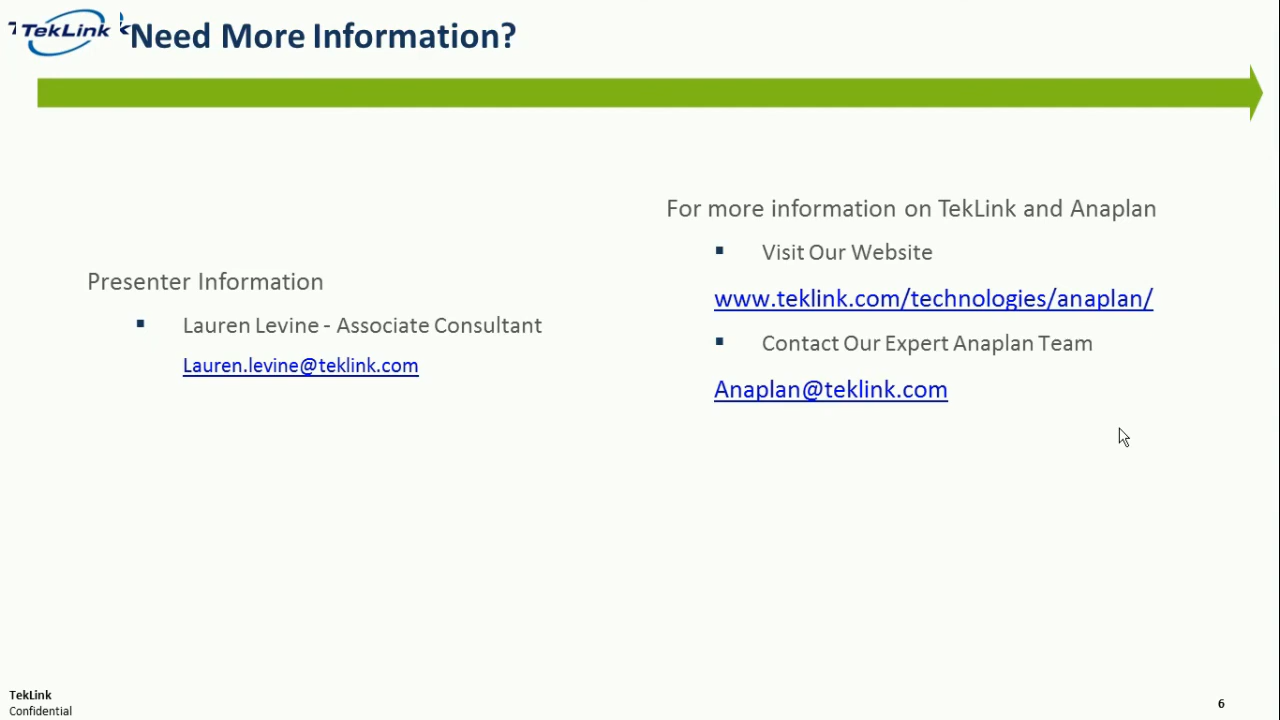 TekLink
Need More Information?
Presenter Information
▪ Lauren Levine - Associate Consultant
Lauren.levine@teklink.com
For more information on TekLink and Anaplan
▪ Visit Our Website
www.teklink.com/technologies/anaplan/
▪ Contact Our Expert Anaplan Team
Anaplan@teklink.com
TekLink
Confidential
6